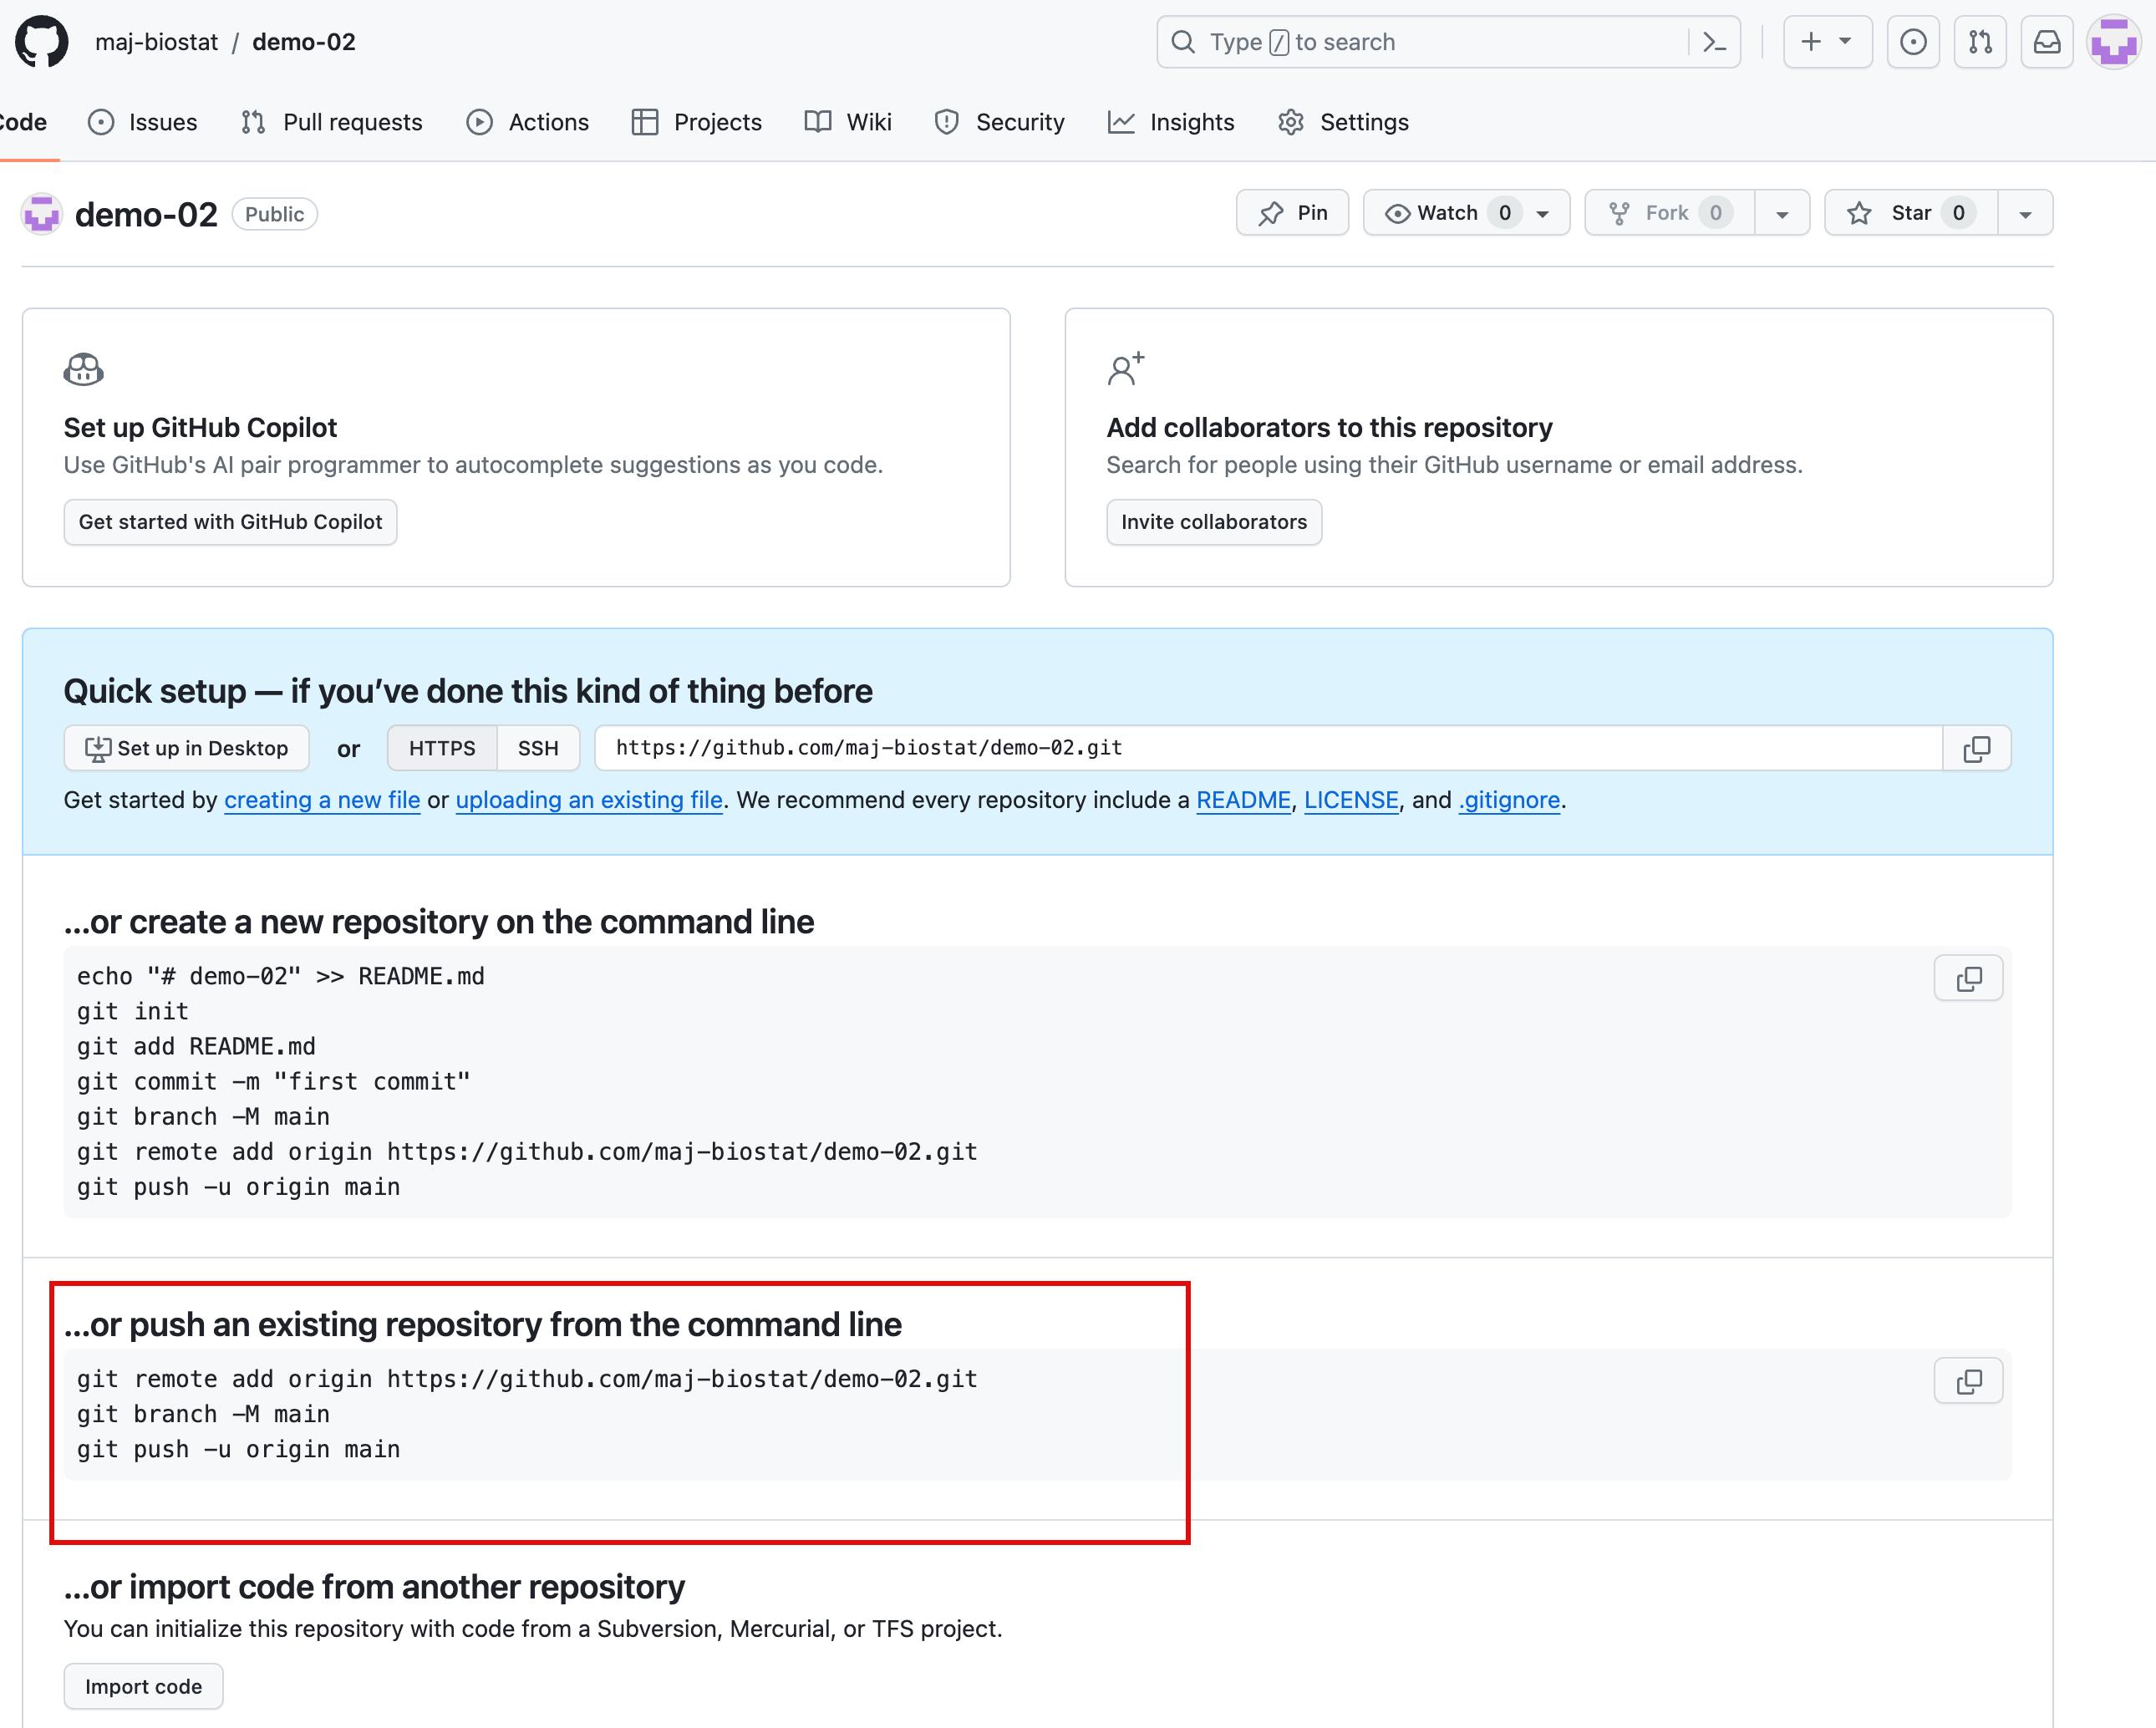 maj-biostat / demo-02
Type / to search
Code
Issues
Pull requests
Actions
Projects
Wiki
Security
Insights
Settings
demo-02 Public
Pin
Watch 0
Fork 0
Star 0
Set up GitHub Copilot
Use GitHub's AI pair programmer to autocomplete suggestions as you code.
Get started with GitHub Copilot
Add collaborators to this repository
Search for people using their GitHub username or email address.
Invite collaborators
Quick setup — if you’ve done this kind of thing before
Set up in Desktop or HTTPS SSH https://github.com/maj-biostat/demo-02.git
Get started by creating a new file or uploading an existing file. We recommend every repository include a README, LICENSE, and .gitignore.
…or create a new repository on the command line
echo "# demo-02" >> README.md
git init
git add README.md
git commit -m "first commit"
git branch -M main
git remote add origin https://github.com/maj-biostat/demo-02.git
git push -u origin main
…or push an existing repository from the command line
git remote add origin https://github.com/maj-biostat/demo-02.git
git branch -M main
git push -u origin main
…or import code from another repository
You can initialize this repository with code from a Subversion, Mercurial, or TFS project.
Import code